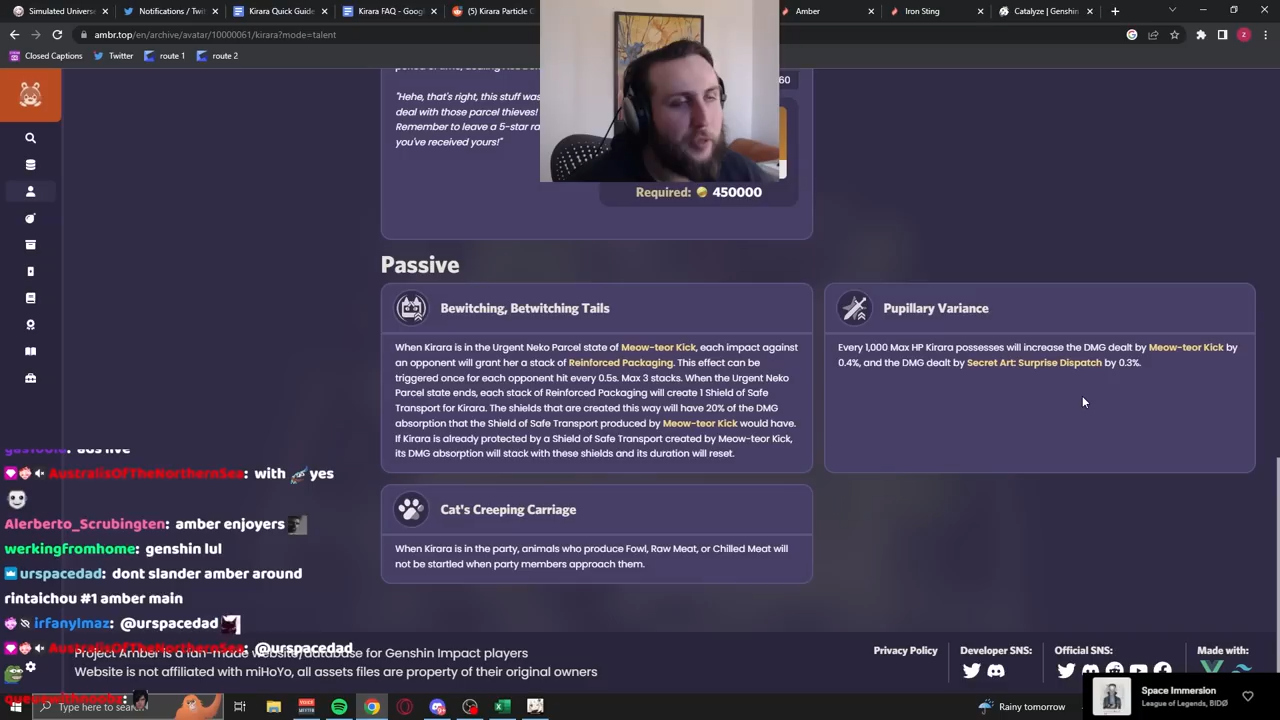 Simulated Universe
Notifications / Twitt
Kirara Quick Guide
Kirara FAQ - Googl
(5) Kirara Particle C
Amber
Iron Sting
Catalyze | Genshin
ambr.top/en/archive/avatar/10000061/kirara?mode=talent
Closed Captions
Twitter
route 1
route 2
"Hehe, that's right, this stuff was
deal with those parcel thieves!
Remember to leave a 5-star ra
you've received yours!"
60
Required: 450000
Passive
Bewitching, Betwitching Tails
When Kirara is in the Urgent Neko Parcel state of Meow-teor Kick, each impact against
an opponent will grant her a stack of Reinforced Packaging. This effect can be
triggered once for each opponent hit every 0.5s. Max 3 stacks. When the Urgent Neko
Parcel state ends, each stack of Reinforced Packaging will create 1 Shield of Safe
Transport for Kirara. The shields that are created this way will have 20% of the DMG
absorption that the Shield of Safe Transport produced by Meow-teor Kick would have.
If Kirara is already protected by a Shield of Safe Transport created by Meow-teor Kick,
its DMG absorption will stack with these shields and its duration will reset.
Pupillary Variance
Every 1,000 Max HP Kirara possesses will increase the DMG dealt by Meow-teor Kick by
0.4%, and the DMG dealt by Secret Art: Surprise Dispatch by 0.3%.
Cat's Creeping Carriage
When Kirara is in the party, animals who produce Fowl, Raw Meat, or Chilled Meat will
not be startled when party members approach them.
AustralisOfTheNorthernSea: with yes
Alerberto_Scrubingten: amber enjoyers
werkingfromhome: genshin lul
urspacedad: dont slander amber around
rintaichou #1 amber main
irfanylmaz: @urspacedad
AustralisOfTheNorthernSea: @urspacedad
Project Amber is a fan-made website/database for Genshin Impact players
Website is not affiliated with miHoYo, all assets files are property of their original owners
Privacy Policy
Developer SNS:
Official SNS:
Made with:
Type here to search
Rainy tomorrow
Space Immersion
League of Legends, BIDØ